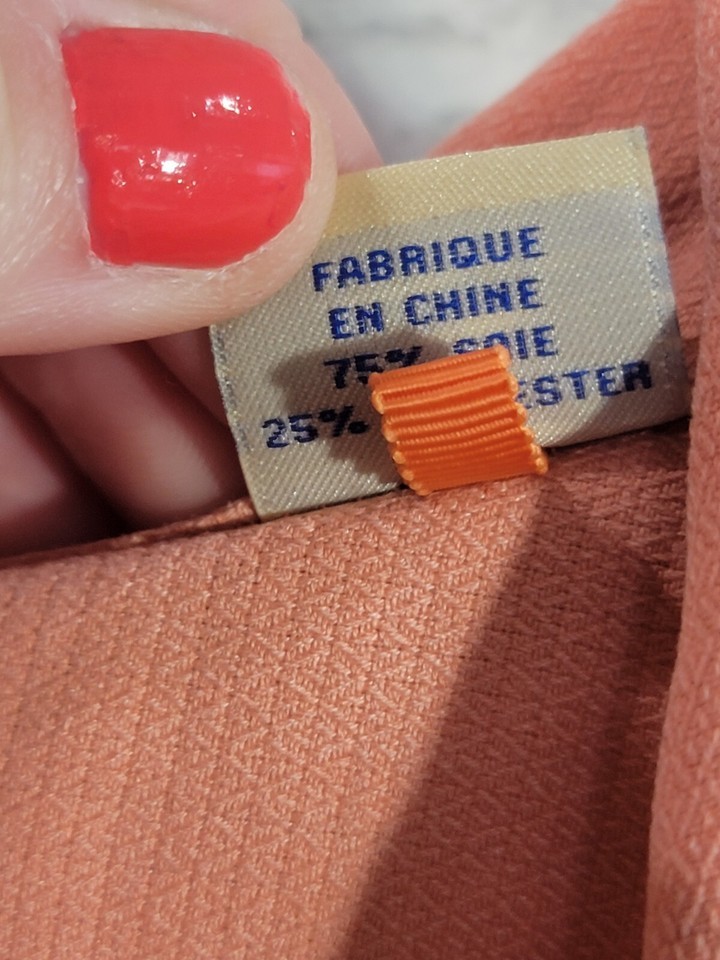 FABRIQUE
EN CHINE
75% SOIE
25%